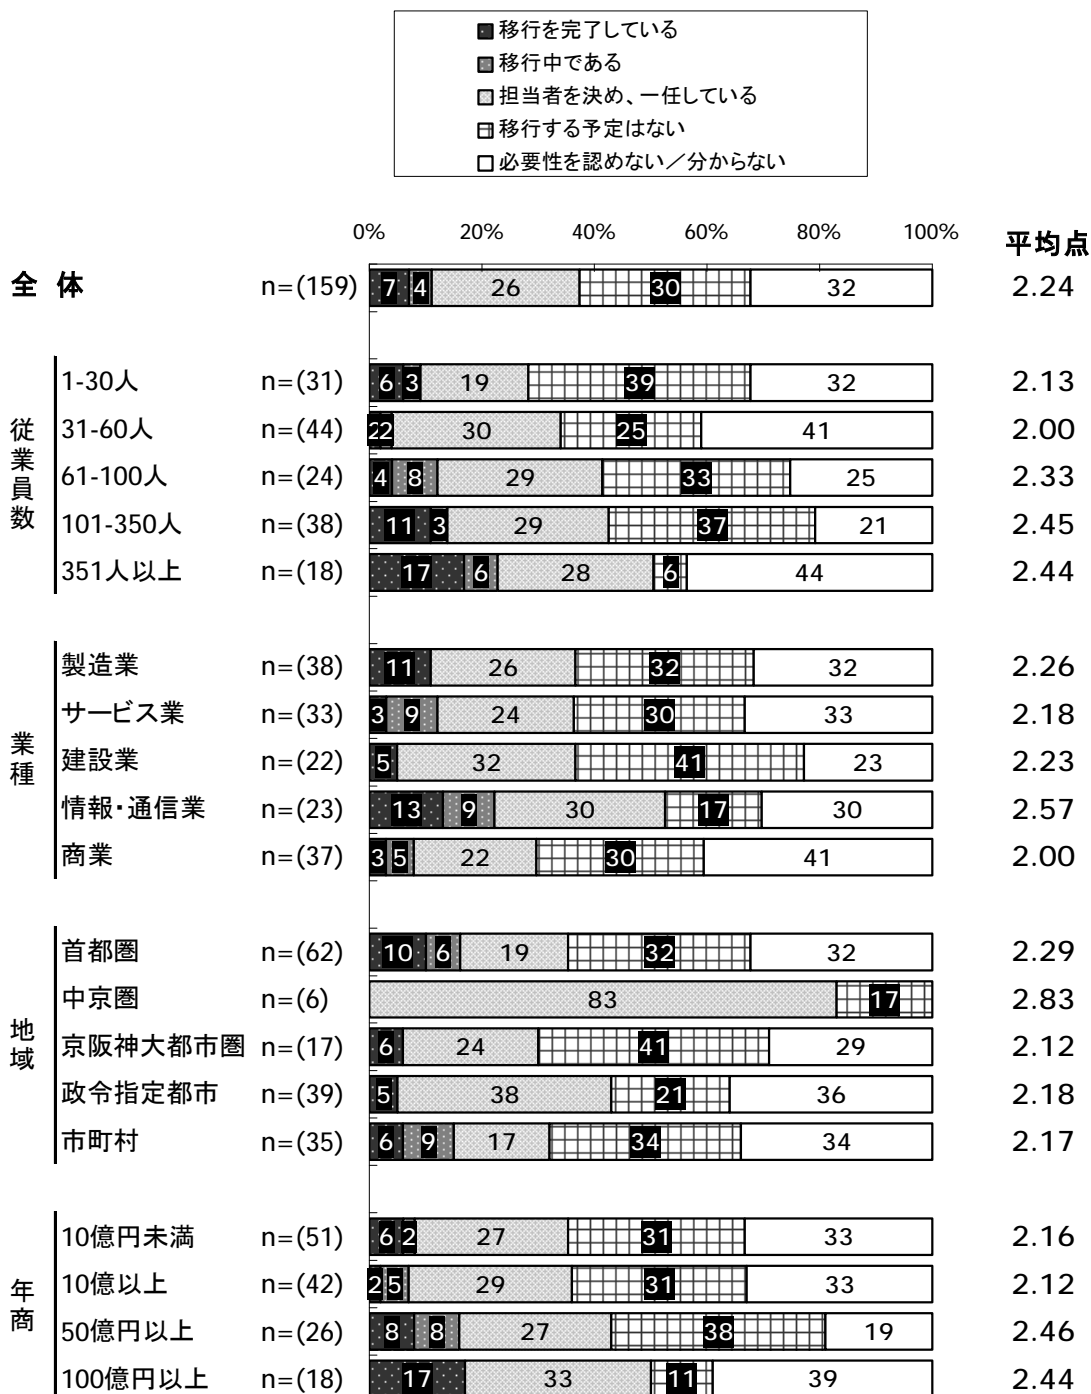 移行を完了している
移行中である
担当者を決め、一任している
移行する予定はない
必要性を認めない／分からない
0% 20% 40% 60% 80% 100% 平均点
全 体 n=(159) 7 4 26 30 32 2.24
従業員数
1-30人 n=(31) 6 3 19 39 32 2.13
31-60人 n=(44) 2 2 30 25 41 2.00
61-100人 n=(24) 4 8 29 33 25 2.33
101-350人 n=(38) 11 3 29 37 21 2.45
351人以上 n=(18) 17 6 28 6 44 2.44
業種
製造業 n=(38) 11 26 32 32 2.26
サービス業 n=(33) 3 9 24 30 33 2.18
建設業 n=(22) 5 32 41 23 2.23
情報・通信業 n=(23) 13 9 30 17 30 2.57
商業 n=(37) 3 5 22 30 41 2.00
地域
首都圏 n=(62) 10 6 19 32 32 2.29
中京圏 n=(6) 83 17 2.83
京阪神大都市圏 n=(17) 6 24 41 29 2.12
政令指定都市 n=(39) 5 38 21 36 2.18
市町村 n=(35) 6 9 17 34 34 2.17
年商
10億円未満 n=(51) 6 2 27 31 33 2.16
10億以上 n=(42) 2 5 29 31 33 2.12
50億円以上 n=(26) 8 8 27 38 19 2.46
100億円以上 n=(18) 17 33 11 39 2.44